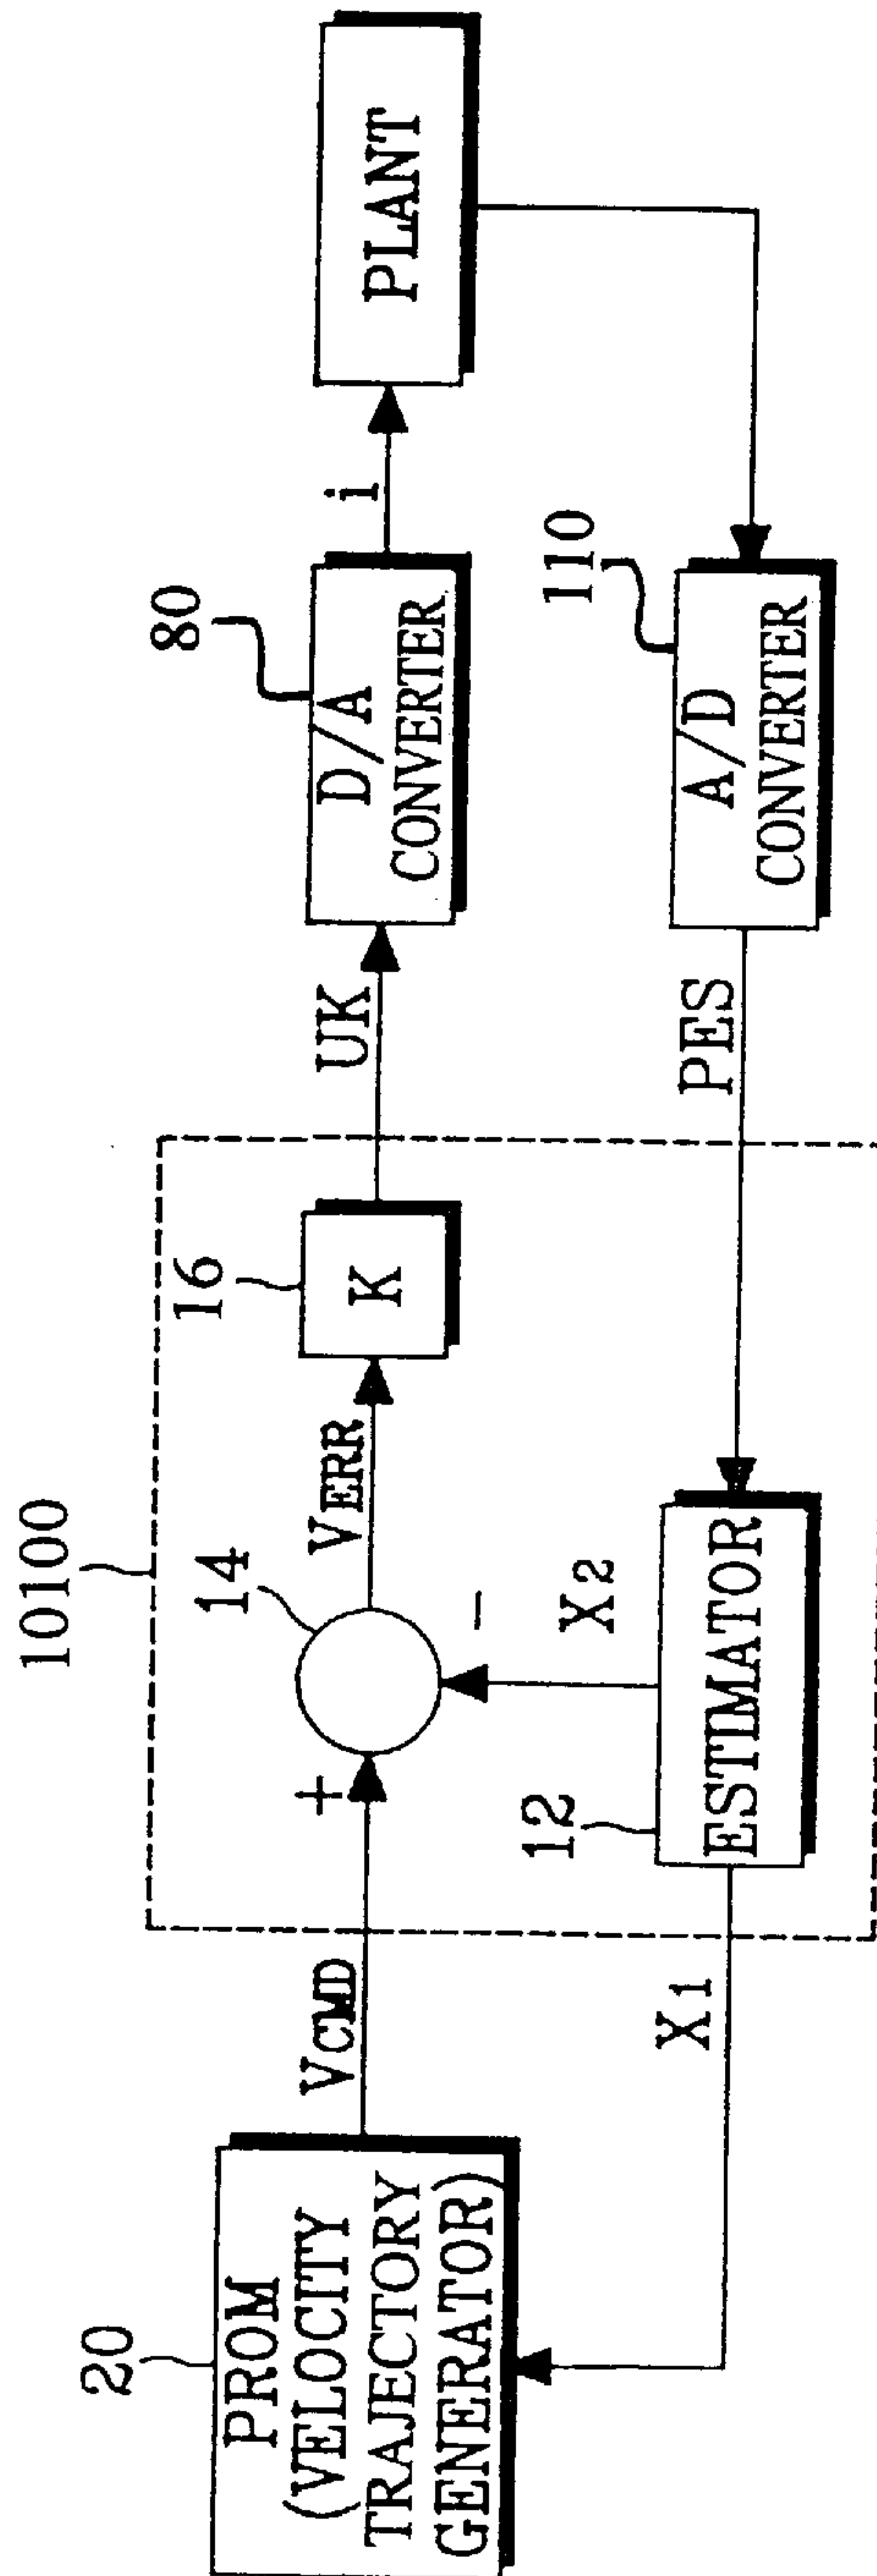 10100
20
PROM
(VELOCITY
TRAJECTORY
GENERATOR)
VCMD
+
14
-
VERR
16
K
UK
80
D/A
CONVERTER
i
PLANT
X1
12
ESTIMATOR
X2
PES
110
A/D
CONVERTER